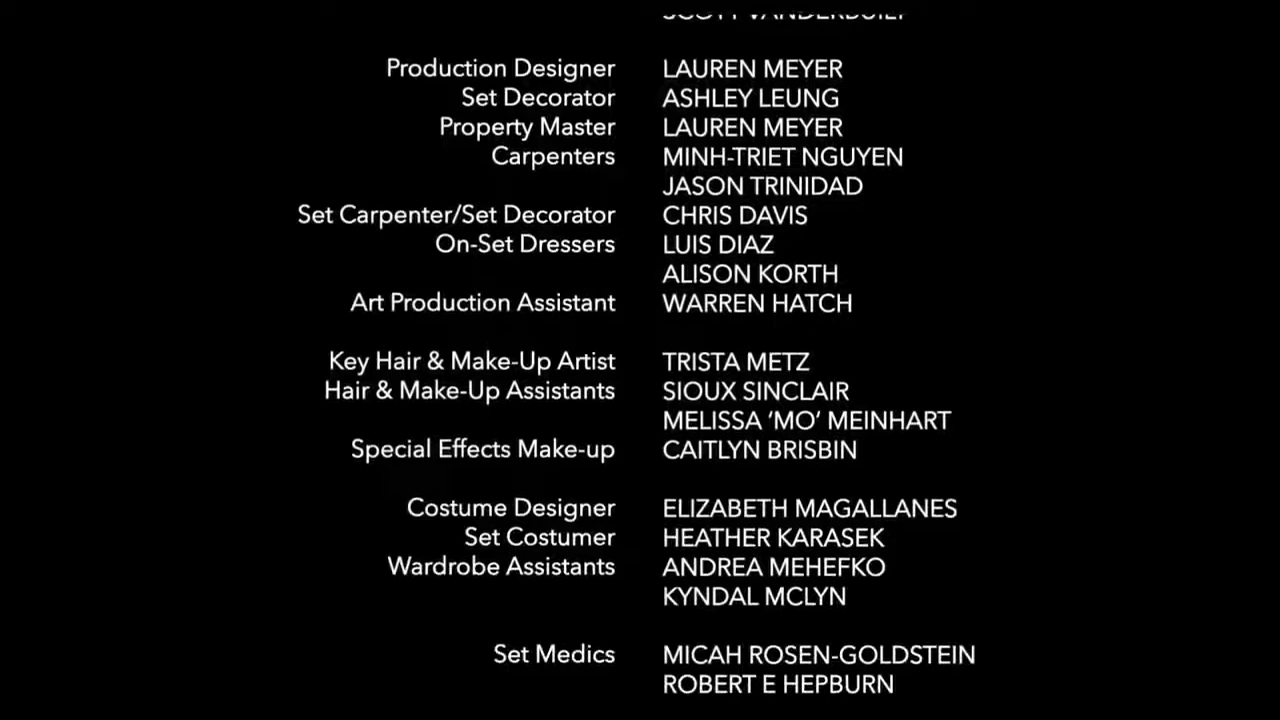 Production Designer LAUREN MEYER
Set Decorator ASHLEY LEUNG
Property Master LAUREN MEYER
Carpenters MINH-TRIET NGUYEN
JASON TRINIDAD
Set Carpenter/Set Decorator CHRIS DAVIS
On-Set Dressers LUIS DIAZ
ALISON KORTH
Art Production Assistant WARREN HATCH
Key Hair & Make-Up Artist TRISTA METZ
Hair & Make-Up Assistants SIOUX SINCLAIR
MELISSA ‘MO’ MEINHART
Special Effects Make-up CAITLYN BRISBIN
Costume Designer ELIZABETH MAGALLANES
Set Costumer HEATHER KARASEK
Wardrobe Assistants ANDREA MEHEFKO
KYNDAL MCLYN
Set Medics MICAH ROSEN-GOLDSTEIN
ROBERT E HEPBURN